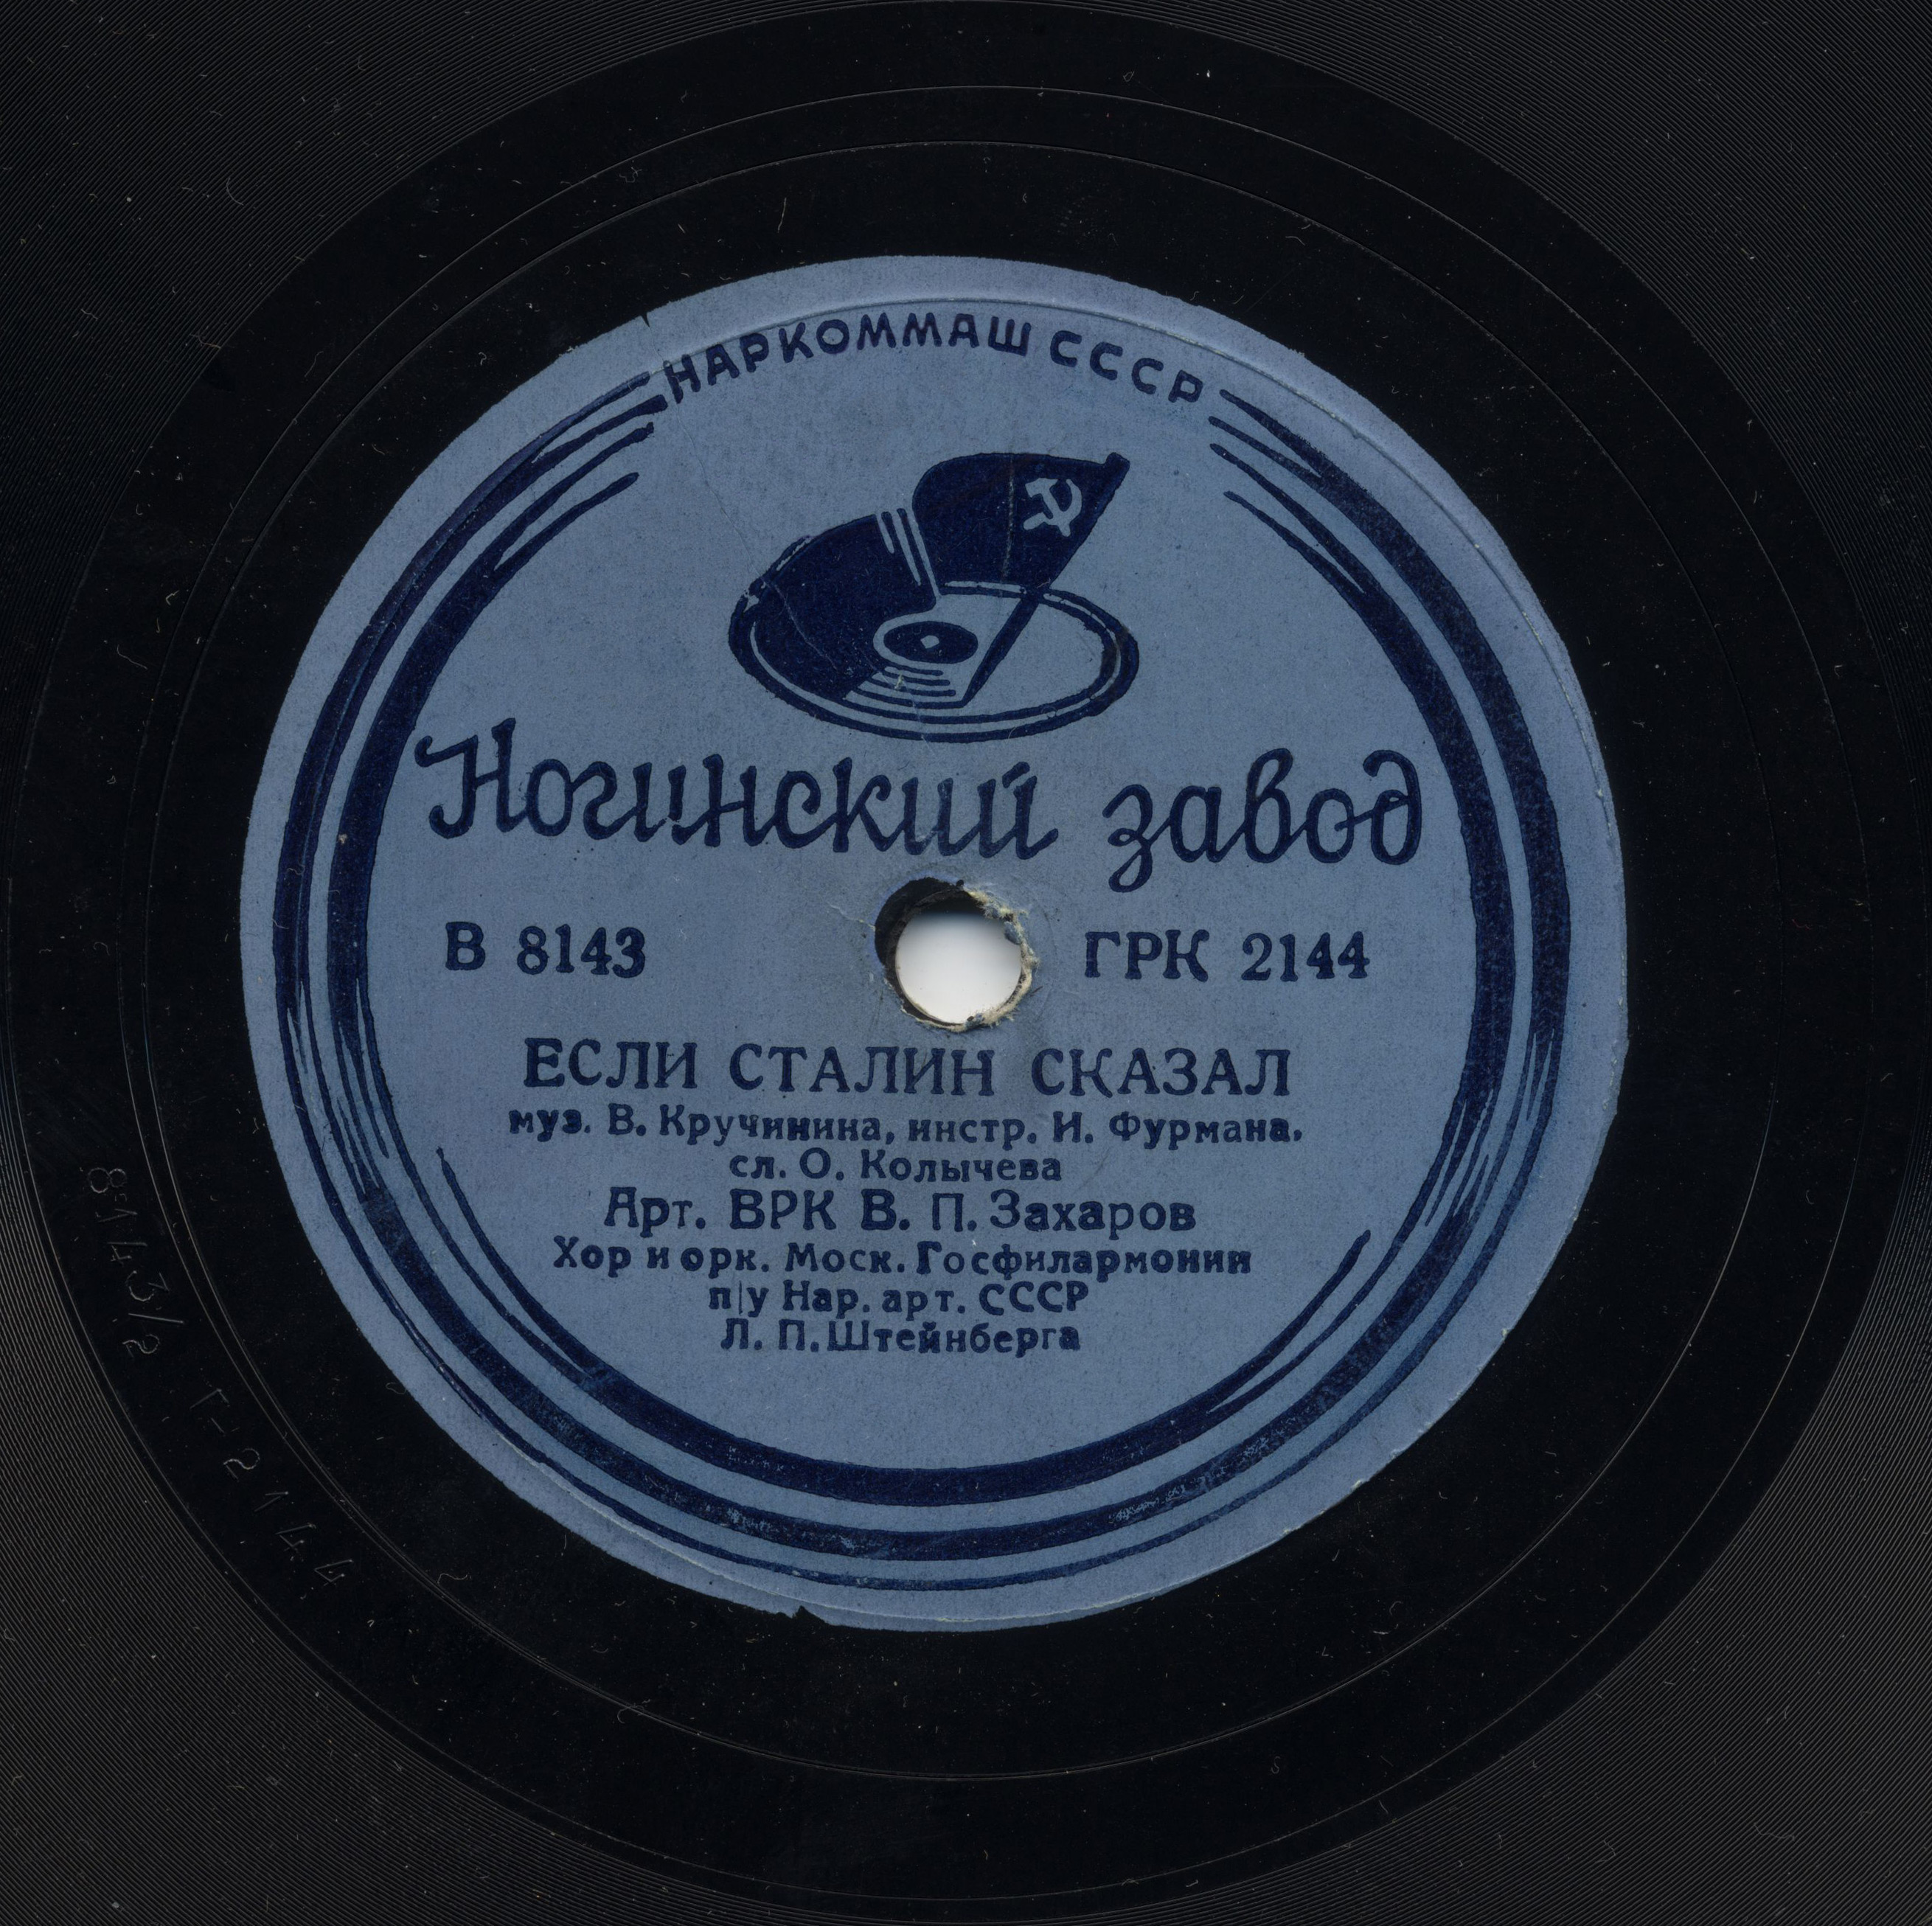 НАРКОММАШ СССР
Ногинский завод
В 8143 ГРК 2144
ЕСЛИ СТАЛИН СКАЗАЛ
муз. В. Кручинина, инстр. И. Фурмана,
сл. О. Колычева
Арт. ВРК В. П. Захаров
Хор и орк. Моск. Госфилармонии
п/у Нар. арт. СССР
Л. П. Штейнберга
8143/2 Г-2144